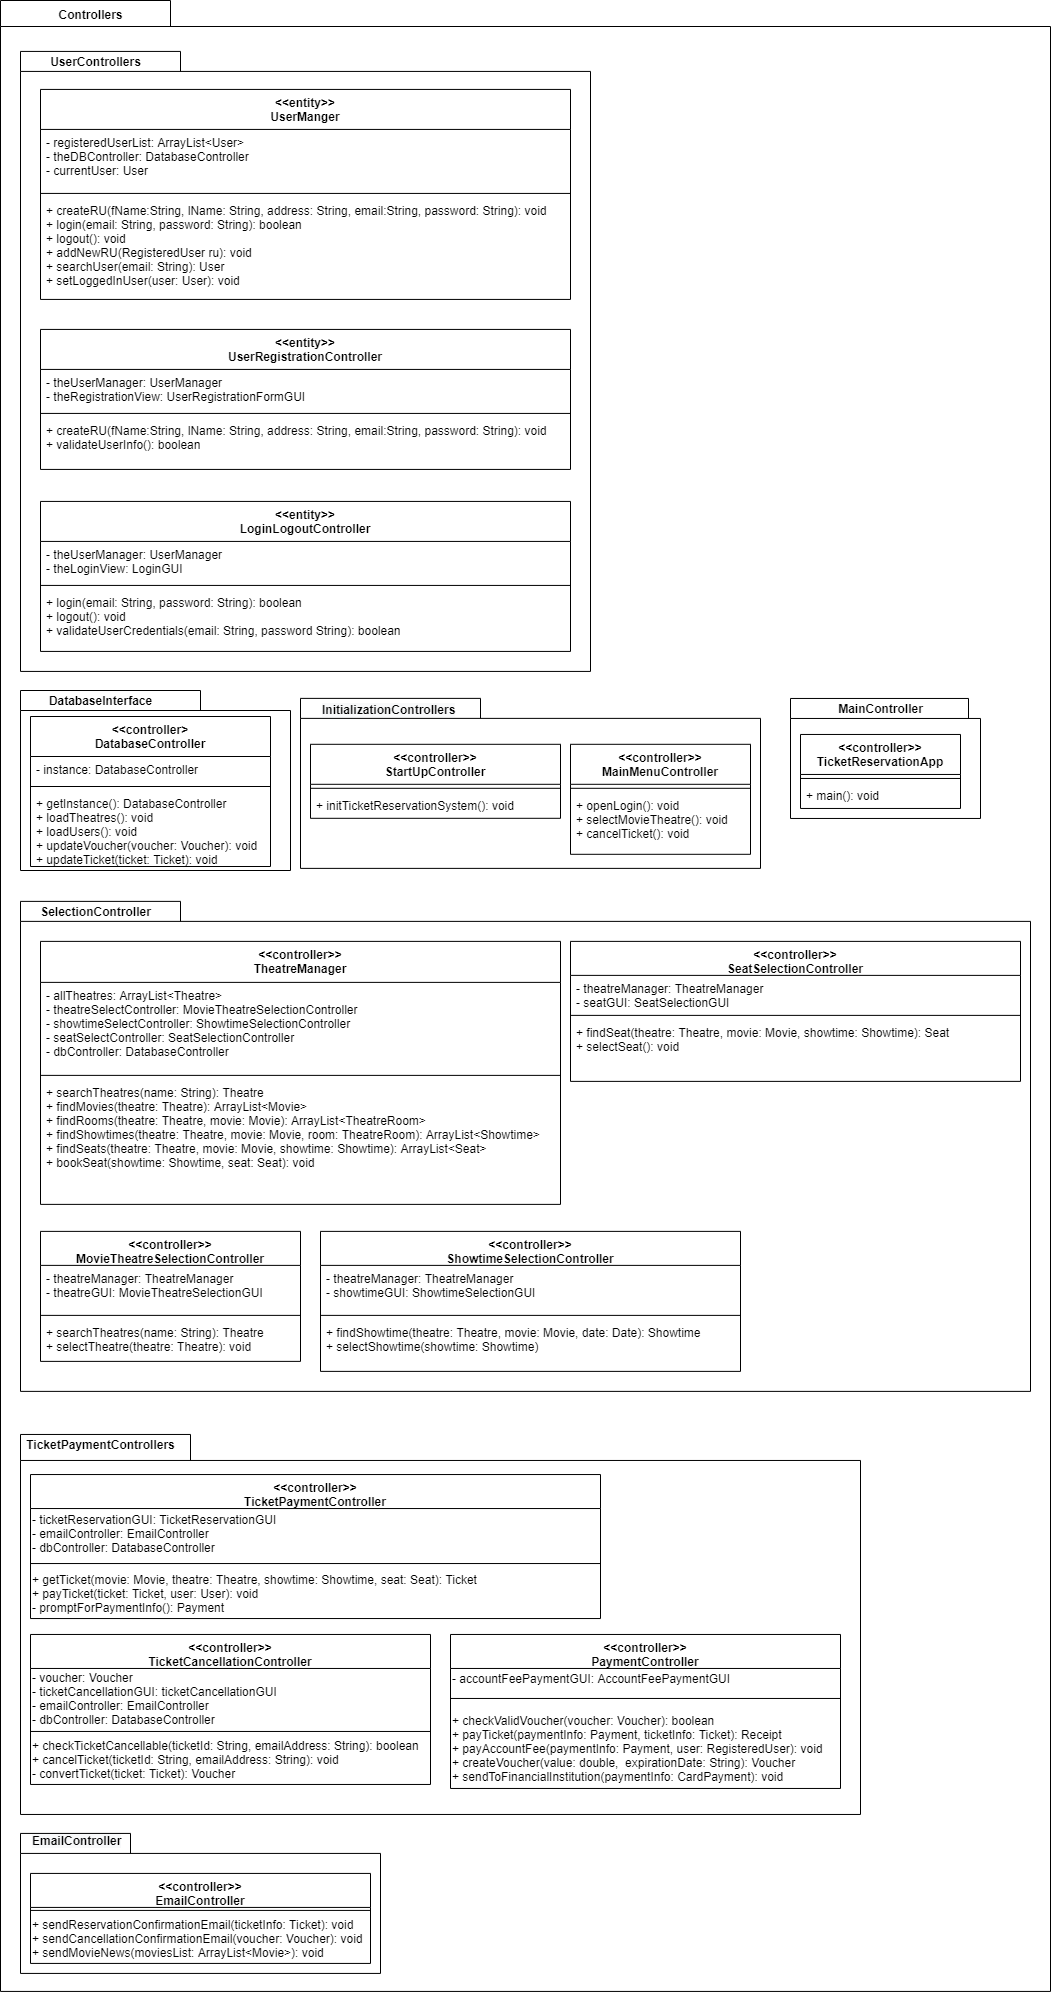 Controllers
UserControllers
<<entity>>
UserManger
- registeredUserList: ArrayList<User>
- theDBController: DatabaseController
- currentUser: User
+ createRU(fName:String, lName: String, address: String, email:String, password: String): void
+ login(email: String, password: String): boolean
+ logout(): void
+ addNewRU(RegisteredUser ru): void
+ searchUser(email: String): User
+ setLoggedInUser(user: User): void
<<entity>>
UserRegistrationController
- theUserManager: UserManager
- theRegistrationView: UserRegistrationFormGUI
+ createRU(fName:String, lName: String, address: String, email:String, password: String): void
+ validateUserInfo(): boolean
<<entity>>
LoginLogoutController
- theUserManager: UserManager
- theLoginView: LoginGUI
+ login(email: String, password: String): boolean
+ logout(): void
+ validateUserCredentials(email: String, password String): boolean
DatabaseInterface
<<controller>
DatabaseController
- instance: DatabaseController
+ getInstance(): DatabaseController
+ loadTheatres(): void
+ loadUsers(): void
+ updateVoucher(voucher: Voucher): void
+ updateTicket(ticket: Ticket): void
InitializationControllers
<<controller>>
StartUpController
+ initTicketReservationSystem(): void
<<controller>>
MainMenuController
+ openLogin(): void
+ selectMovieTheatre(): void
+ cancelTicket(): void
MainController
<<controller>>
TicketReservationApp
+ main(): void
SelectionController
<<controller>>
TheatreManager
- allTheatres: ArrayList<Theatre>
- theatreSelectController: MovieTheatreSelectionController
- showtimeSelectController: ShowtimeSelectionController
- seatSelectController: SeatSelectionController
- dbController: DatabaseController
+ searchTheatres(name: String): Theatre
+ findMovies(theatre: Theatre): ArrayList<Movie>
+ findRooms(theatre: Theatre, movie: Movie): ArrayList<TheatreRoom>
+ findShowtimes(theatre: Theatre, movie: Movie, room: TheatreRoom): ArrayList<Showtime>
+ findSeats(theatre: Theatre, movie: Movie, showtime: Showtime): ArrayList<Seat>
+ bookSeat(showtime: Showtime, seat: Seat): void
<<controller>>
SeatSelectionController
- theatreManager: TheatreManager
- seatGUI: SeatSelectionGUI
+ findSeat(theatre: Theatre, movie: Movie, showtime: Showtime): Seat
+ selectSeat(): void
<<controller>>
MovieTheatreSelectionController
- theatreManager: TheatreManager
- theatreGUI: MovieTheatreSelectionGUI
+ searchTheatres(name: String): Theatre
+ selectTheatre(theatre: Theatre): void
<<controller>>
ShowtimeSelectionController
- theatreManager: TheatreManager
- showtimeGUI: ShowtimeSelectionGUI
+ findShowtime(theatre: Theatre, movie: Movie, date: Date): Showtime
+ selectShowtime(showtime: Showtime)
TicketPaymentControllers
<<controller>>
TicketPaymentController
- ticketReservationGUI: TicketReservationGUI
- emailController: EmailController
- dbController: DatabaseController
+ getTicket(movie: Movie, theatre: Theatre, showtime: Showtime, seat: Seat): Ticket
+ payTicket(ticket: Ticket, user: User): void
- promptForPaymentInfo(): Payment
<<controller>>
TicketCancellationController
- voucher: Voucher
- ticketCancellationGUI: ticketCancellationGUI
- emailController: EmailController
- dbController: DatabaseController
+ checkTicketCancellable(ticketId: String, emailAddress: String): boolean
+ cancelTicket(ticketId: String, emailAddress: String): void
- convertTicket(ticket: Ticket): Voucher
<<controller>>
PaymentController
- accountFeePaymentGUI: AccountFeePaymentGUI
+ checkValidVoucher(voucher: Voucher): boolean
+ payTicket(paymentInfo: Payment, ticketInfo: Ticket): Receipt
+ payAccountFee(paymentInfo: Payment, user: RegisteredUser): void
+ createVoucher(value: double, expirationDate: String): Voucher
+ sendToFinancialInstitution(paymentInfo: CardPayment): void
EmailController
<<controller>>
EmailController
+ sendReservationConfirmationEmail(ticketInfo: Ticket): void
+ sendCancellationConfirmationEmail(voucher: Voucher): void
+ sendMovieNews(moviesList: ArrayList<Movie>): void